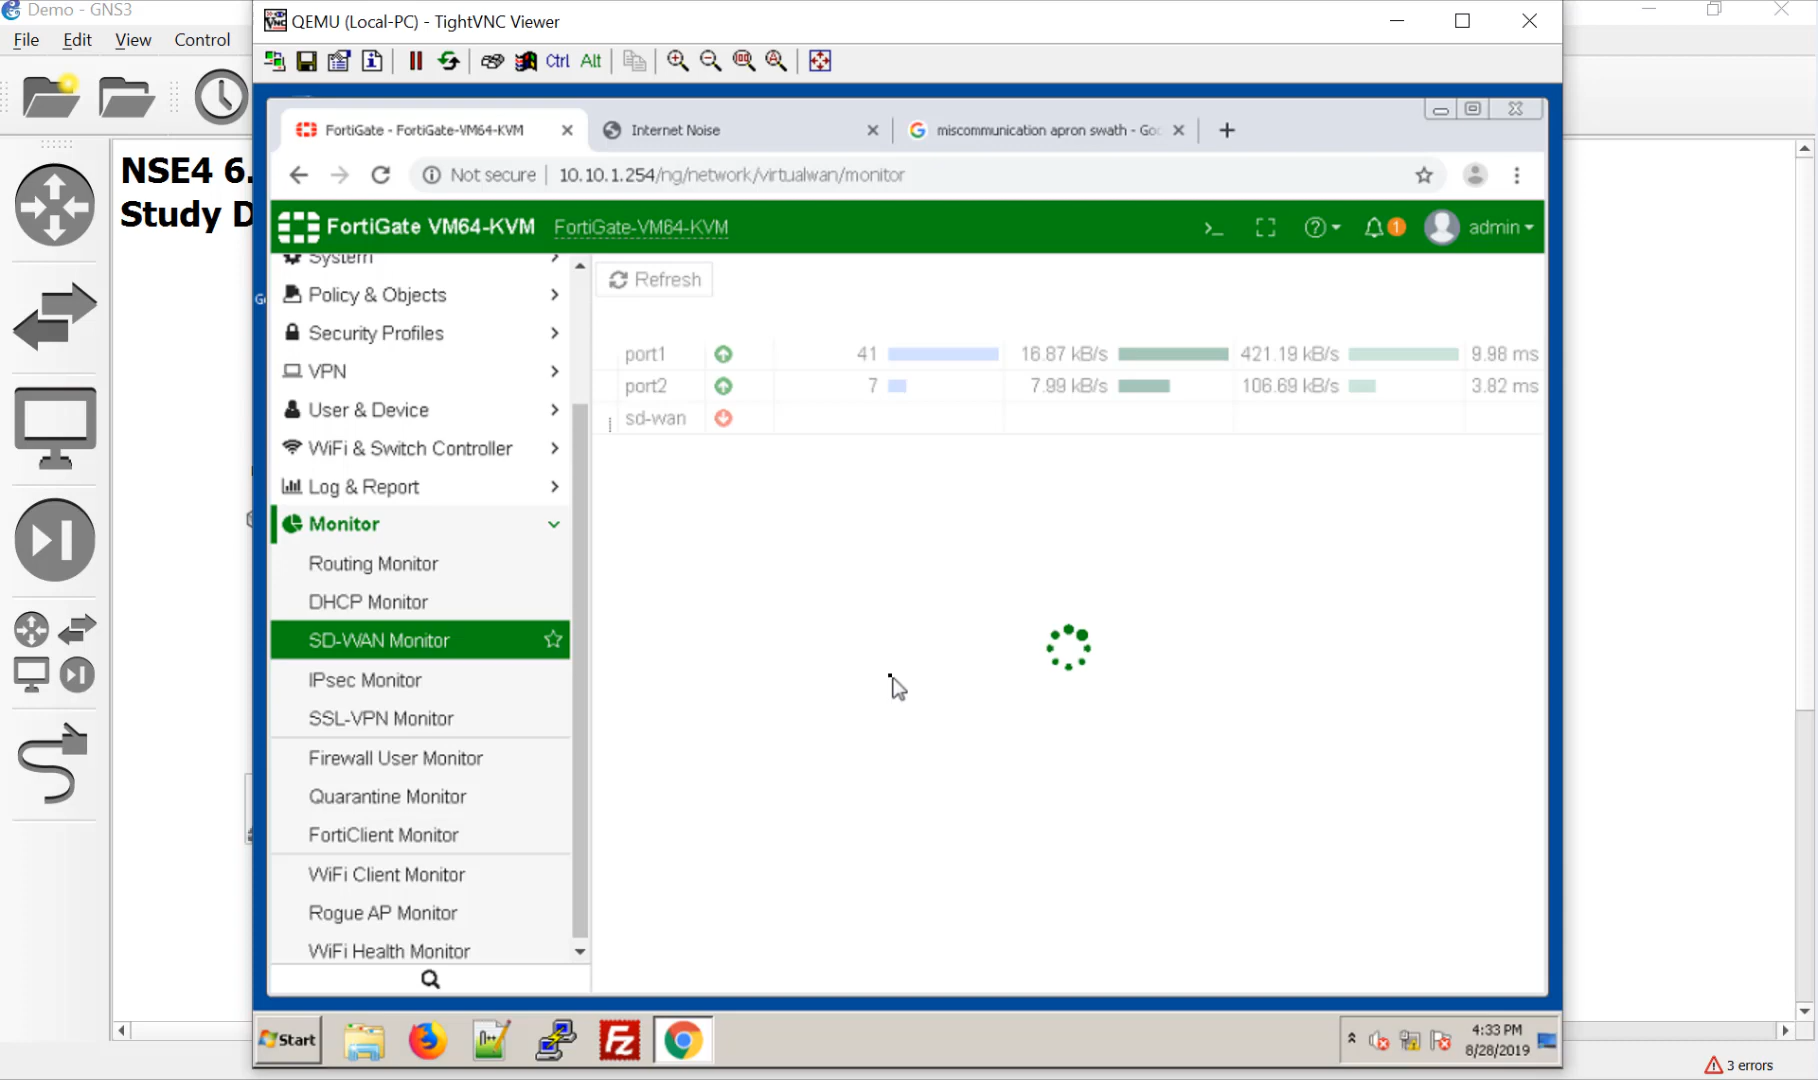 Demo - GNS3
File Edit View Control
NSE4 6.
Study D
QEMU (Local-PC) - TightVNC Viewer
Ctrl Alt
FortiGate - FortiGate-VM64-KVM
Internet Noise
miscommunication apron swath - Goo
Not secure 10.10.1.254/ng/network/virtualwan/monitor
FortiGate VM64-KVM FortiGate-VM64-KVM
>_ 1 admin
System
Policy & Objects
Security Profiles
VPN
User & Device
WiFi & Switch Controller
Log & Report
Monitor
Routing Monitor
DHCP Monitor
SD-WAN Monitor
IPsec Monitor
SSL-VPN Monitor
Firewall User Monitor
Quarantine Monitor
FortiClient Monitor
WiFi Client Monitor
Rogue AP Monitor
WiFi Health Monitor
Refresh
port1 41 16.87 kB/s 421.19 kB/s 9.98 ms
port2 7 7.99 kB/s 106.69 kB/s 3.82 ms
sd-wan
Start
4:33 PM
8/28/2019
3 errors